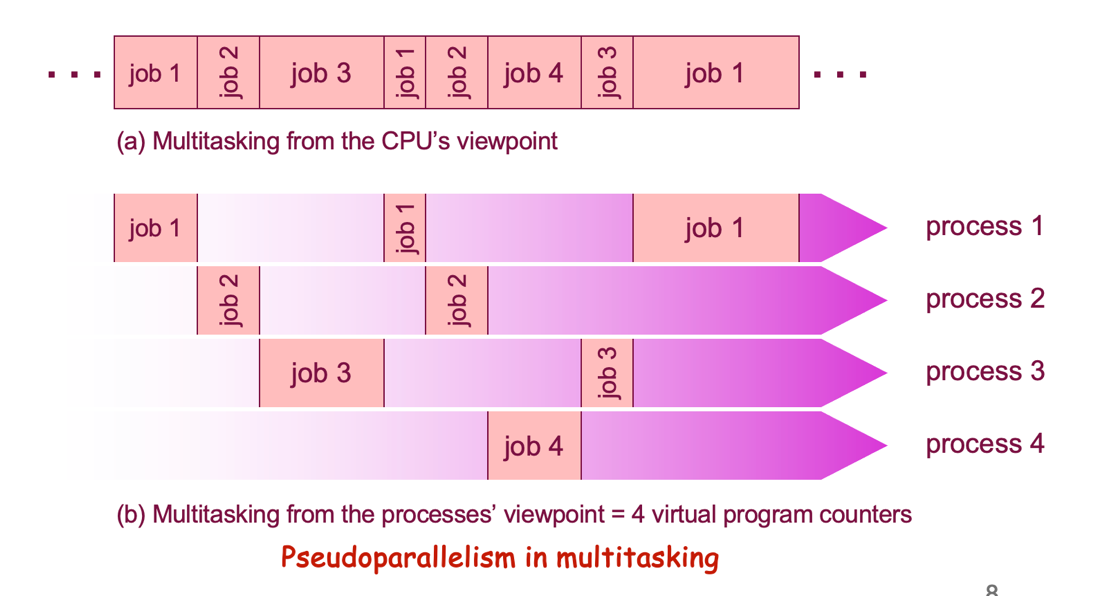 ... job 1 job 2 job 3 job 1 job 2 job 4 job 3 job 1 ...
(a) Multitasking from the CPU’s viewpoint
job 1 job 1 job 1 process 1
job 2 job 2 process 2
job 3 job 3 process 3
job 4 process 4
(b) Multitasking from the processes’ viewpoint = 4 virtual program counters
Pseudoparallelism in multitasking
8